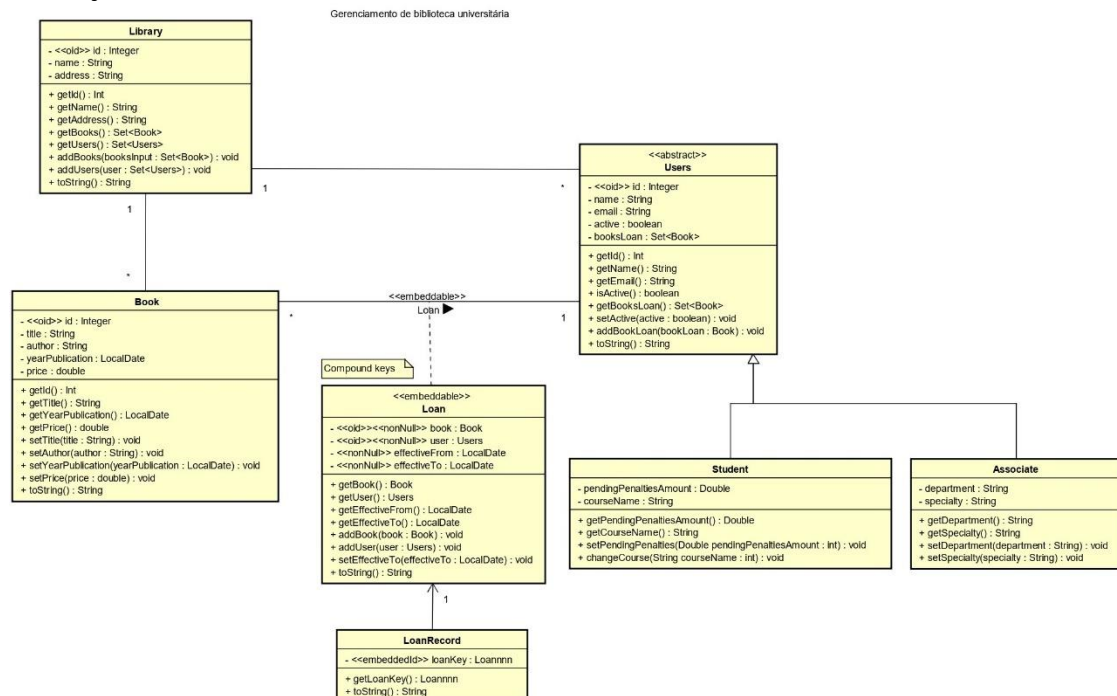 Gerenciamento de biblioteca universitária
Library
- <<oid>> id : Integer
- name : String
- address : String
+ getId() : Int
+ getName() : String
+ getAddress() : String
+ getBooks() : Set<Book>
+ getUsers() : Set<Users>
+ addBooks(booksInput : Set<Book>) : void
+ addUsers(user : Set<Users>) : void
+ toString() : String
1
*
1
*
<<abstract>>
Users
- <<oid>> id : Integer
- name : String
- email : String
- active : boolean
- booksLoan : Set<Book>
+ getId() : Int
+ getName() : String
+ getEmail() : String
+ isActive() : boolean
+ getBooksLoan() : Set<Book>
+ setActive(active : boolean) : void
+ addBookLoan(bookLoan : Book) : void
+ toString() : String
Book
- <<oid>> id : Integer
- title : String
- author : String
- yearPublication : LocalDate
- price : double
+ getId() : Int
+ getTitle() : String
+ getYearPublication() : LocalDate
+ getPrice() : double
+ setTitle(title : String) : void
+ setAuthor(author : String) : void
+ setYearPublication(yearPublication : LocalDate) : void
+ setPrice(price : double) : void
+ toString() : String
*
<<embeddable>>
Loan ▶
1
Compound keys
<<embeddable>>
Loan
- <<oid>><<nonNull>> book : Book
- <<oid>><<nonNull>> user : Users
- <<nonNull>> effectiveFrom : LocalDate
- <<nonNull>> effectiveTo : LocalDate
+ getBook() : Book
+ getUser() : Users
+ getEffectiveFrom() : LocalDate
+ getEffectiveTo() : LocalDate
+ addBook(book : Book) : void
+ addUser(user : Users) : void
+ setEffectiveTo(effectiveTo : LocalDate) : void
+ toString() : String
1
Student
- pendingPenaltiesAmount : Double
- courseName : String
+ getPendingPenaltiesAmount() : Double
+ getCourseName() : String
+ setPendingPenalties(Double pendingPenaltiesAmount : int) : void
+ changeCourse(String courseName : int) : void
Associate
- department : String
- specialty : String
+ getDepartment() : String
+ getSpecialty() : String
+ setDepartment(department : String) : void
+ setSpecialty(specialty : String) : void
LoanRecord
- <<embeddedId>> loanKey : Loannnn
+ getLoanKey() : Loannnn
+ toString() : String